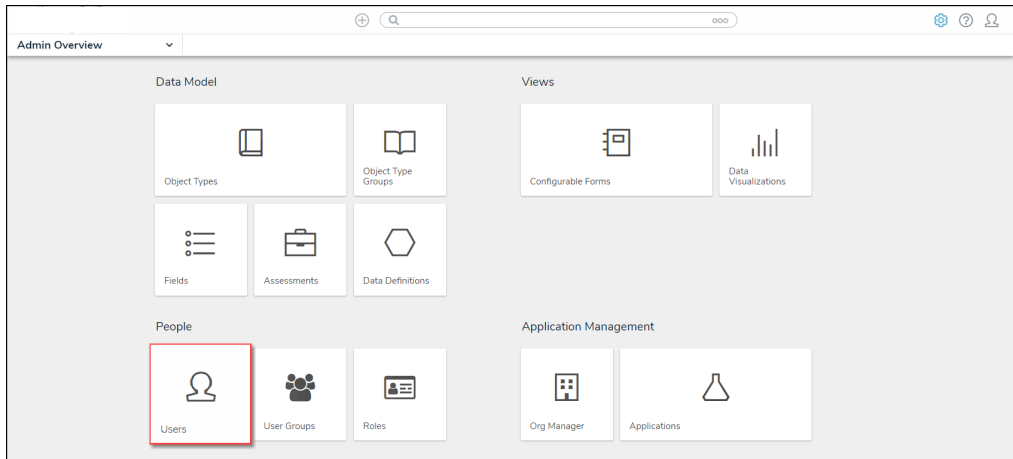 Admin Overview
Data Model
Views
Object Types
Object Type
Groups
Configurable Forms
Data
Visualizations
Fields
Assessments
Data Definitions
People
Application Management
Users
User Groups
Roles
Org Manager
Applications